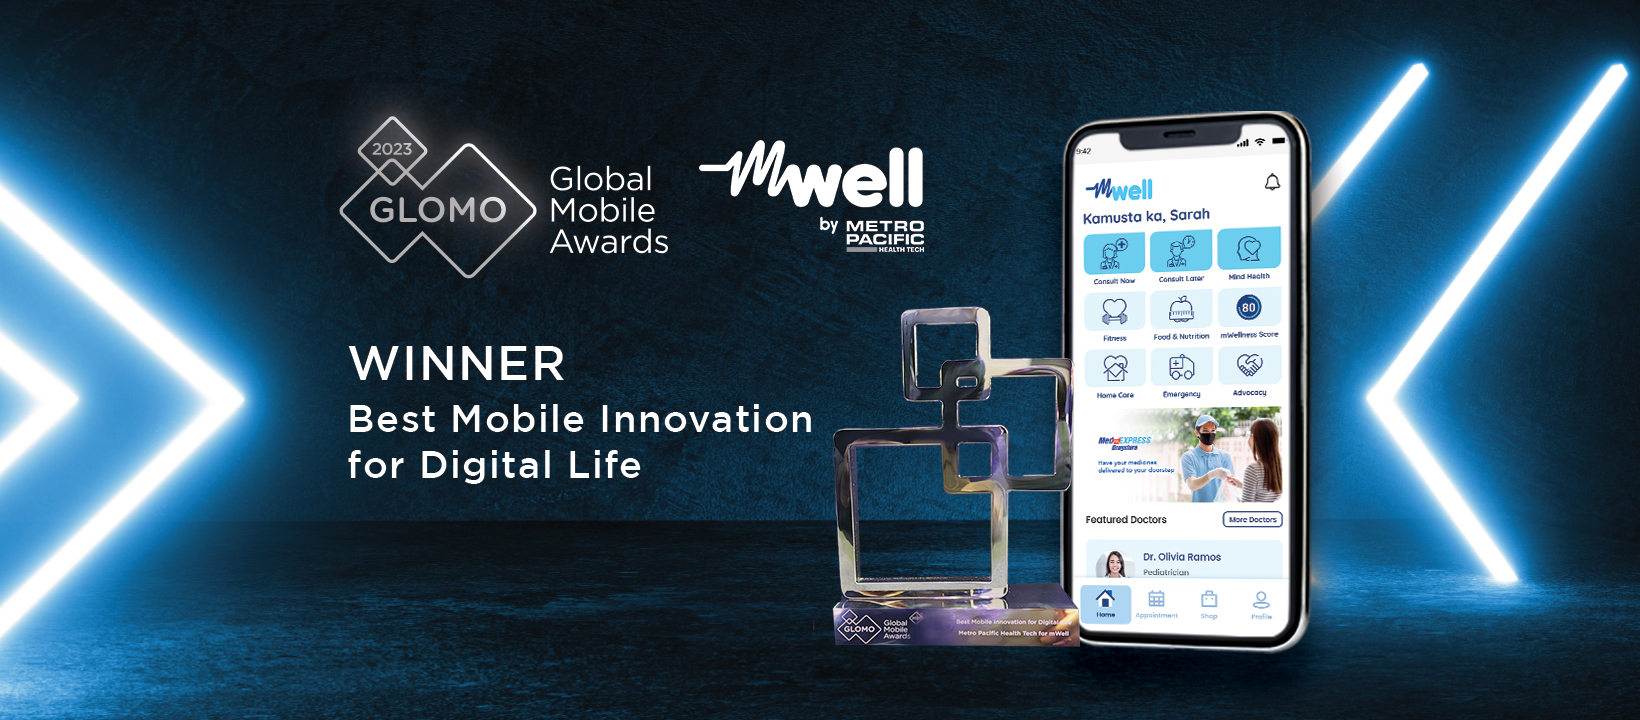 2023
GLOMO
Global
Mobile
Awards
mwell
by METRO
PACIFIC
HEALTH TECH
WINNER
Best Mobile Innovation
for Digital Life
GLOMO
Global
Mobile
Awards
Best Mobile Innovation for Digital Life
Metro Pacific Health Tech for mWell
9:42
mwell
Kamusta ka, Sarah
Consult Now
Consult Later
Mind Health
80
Fitness
Food & Nutrition
mWellness Score
Home Care
Emergency
Advocacy
MedEXPRESS
Drugstore
Have your medicines
delivered to your doorstep
Featured Doctors
More Doctors
Dr. Olivia Ramos
Pediatrician
Home
Appointment
Shop
Profile